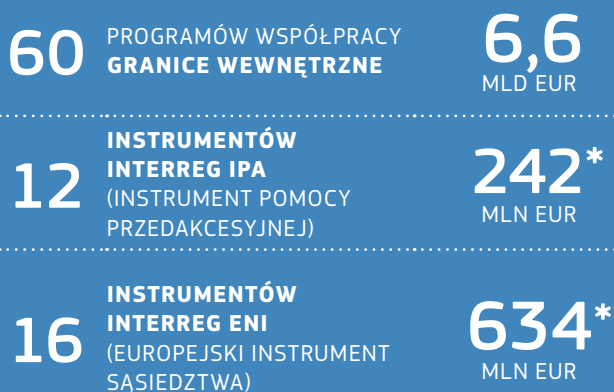 60 PROGRAMÓW WSPÓŁPRACY
GRANICE WEWNĘTRZNE
6,6
MLD EUR
12
INSTRUMENTÓW
INTERREG IPA
(INSTRUMENT POMOCY
PRZEDAKCESYJNEJ)
242*
MLN EUR
16
INSTRUMENTÓW
INTERREG ENI
(EUROPEJSKI INSTRUMENT
SĄSIEDZTWA)
634*
MLN EUR